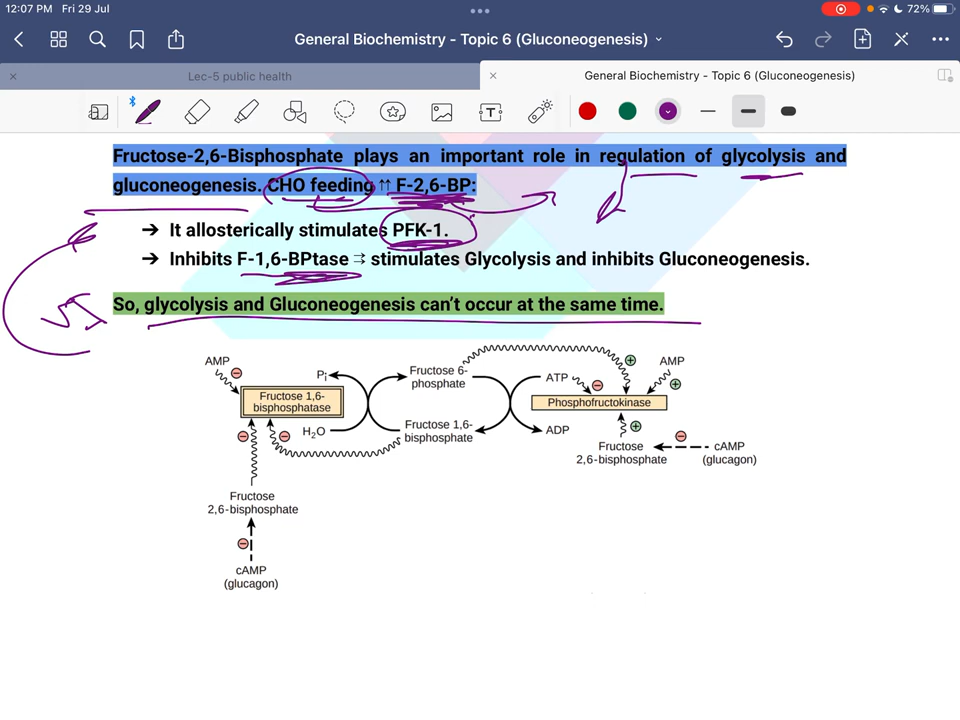 12:07 PM Fri 29 Jul
72%
General Biochemistry - Topic 6 (Gluconeogenesis)
Lec-5 public health
General Biochemistry - Topic 6 (Gluconeogenesis)
Fructose-2,6-Bisphosphate plays an important role in regulation of glycolysis and
gluconeogenesis. CHO feeding ↑↑ F-2,6-BP:
➔ It allosterically stimulates PFK-1.
➔ Inhibits F-1,6-BPtase ⇉ stimulates Glycolysis and inhibits Gluconeogenesis.
So, glycolysis and Gluconeogenesis can't occur at the same time.
AMP
Pi
Fructose 6-
phosphate
ATP
AMP
Fructose 1,6-
bisphosphatase
Phosphofructokinase
H₂O
Fructose 1,6-
bisphosphate
ADP
Fructose
2,6-bisphosphate
cAMP
(glucagon)
Fructose
2,6-bisphosphate
cAMP
(glucagon)